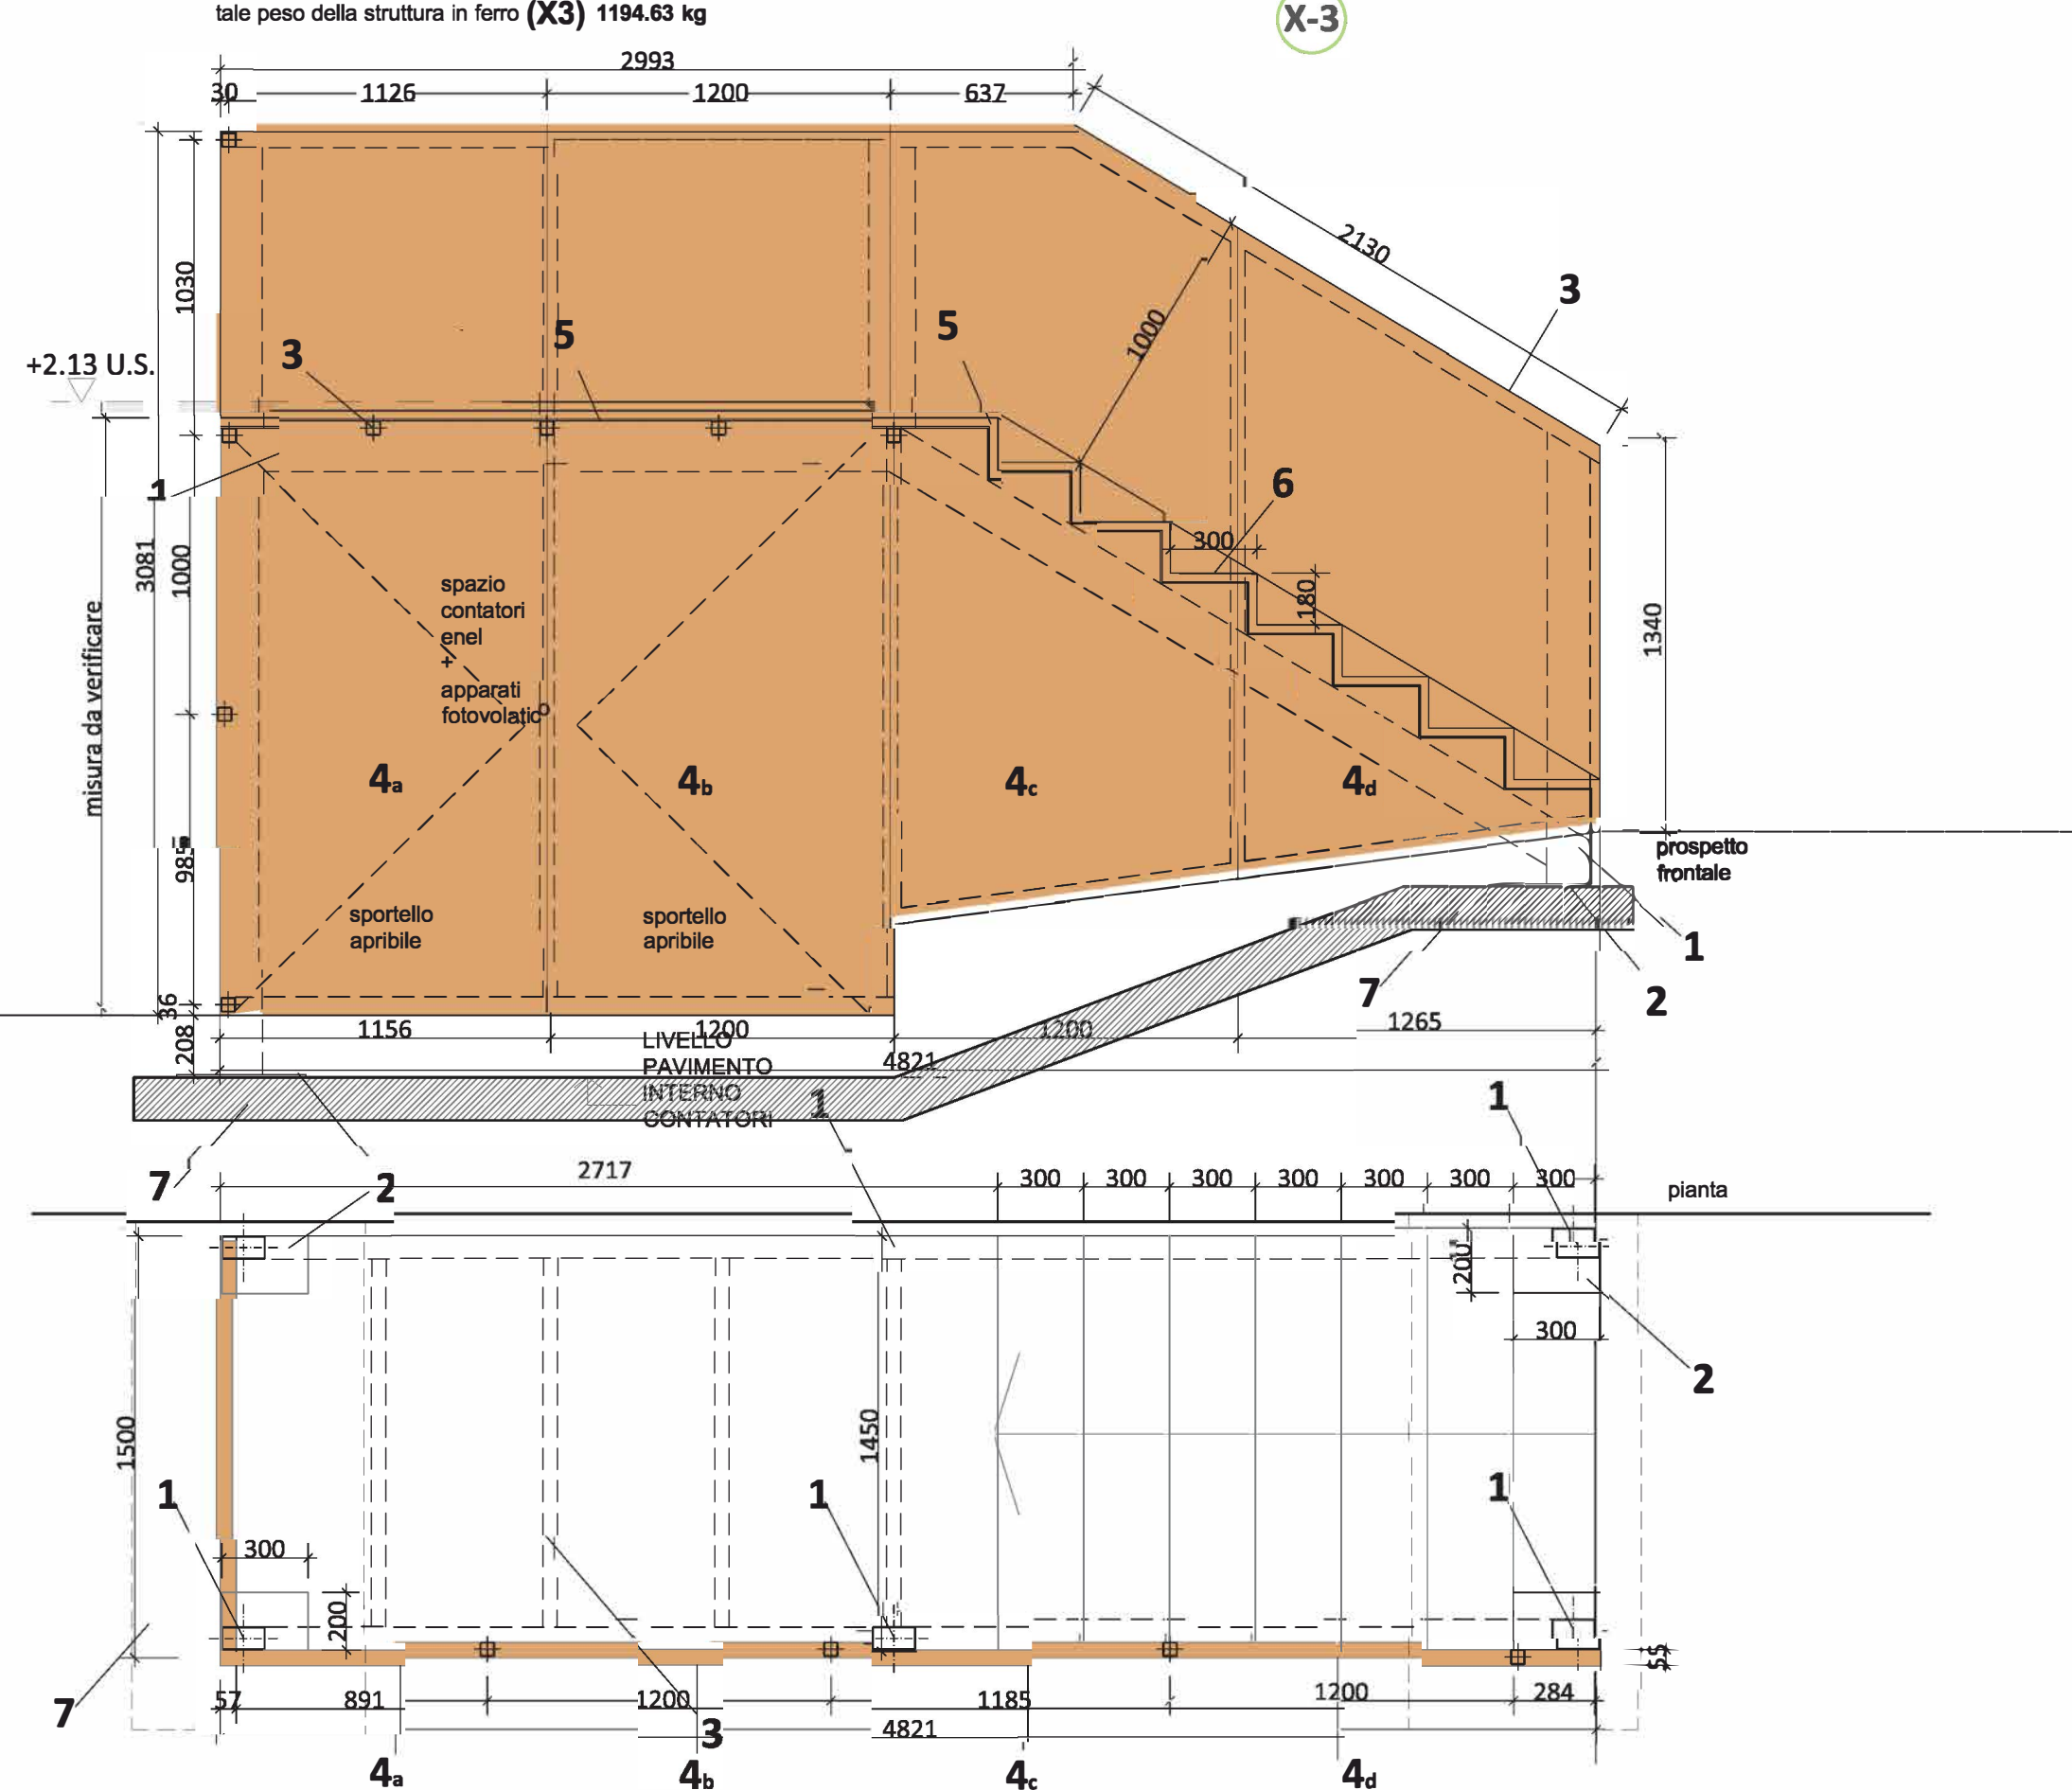 tale peso della struttura in ferro (X3) 1194.63 kg
X-3
2993
30
1126
1200
637
2130
3
1030
5
5
3
1000
+2.13 U.S.
6
1
300
180
3081
1000
1340
misura da verificare
spazio
contatori
enel
+
apparati
fotovolatico
4a
4b
4c
4d
985
prospetto
frontale
sportello
apribile
sportello
apribile
1
7
2
36
208
1156
1200
1200
1265
LIVELLO
PAVIMENTO
INTERNO
CONTATORI
4821
1
1
7
2
2717
300
300
300
300
300
300
300
pianta
200
300
2
1500
1450
1
1
1
300
200
55
7
57
891
1200
1185
1200
284
3
4821
4a
4b
4c
4d